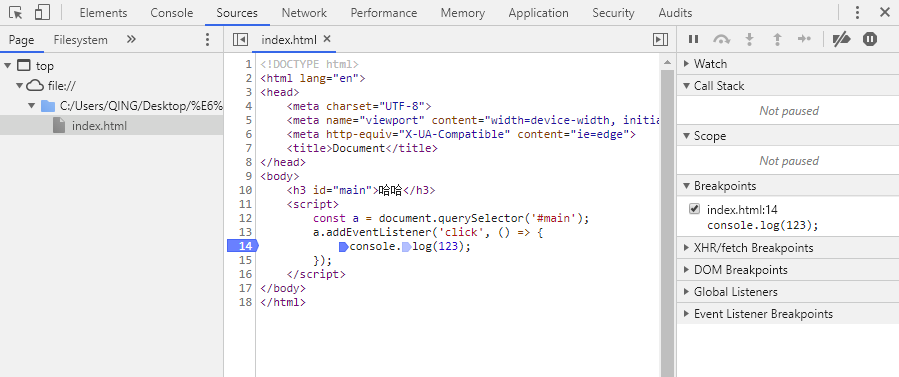 Elements Console Sources Network Performance Memory Application Security Audits
Page Filesystem »
index.html ×
top
file://
C:/Users/QING/Desktop/%E6%
index.html
1 <!DOCTYPE html>
2 <html lang="en">
3 <head>
4 <meta charset="UTF-8">
5 <meta name="viewport" content="width=device-width, initia
6 <meta http-equiv="X-UA-Compatible" content="ie=edge">
7 <title>Document</title>
8 </head>
9 <body>
10 <h3 id="main">哈哈</h3>
11 <script>
12 const a = document.querySelector('#main');
13 a.addEventListener('click', () => {
14 console.log(123);
15 });
16 </script>
17 </body>
18 </html>
Watch
Call Stack
Not paused
Scope
Not paused
Breakpoints
index.html:14
console.log(123);
XHR/fetch Breakpoints
DOM Breakpoints
Global Listeners
Event Listener Breakpoints